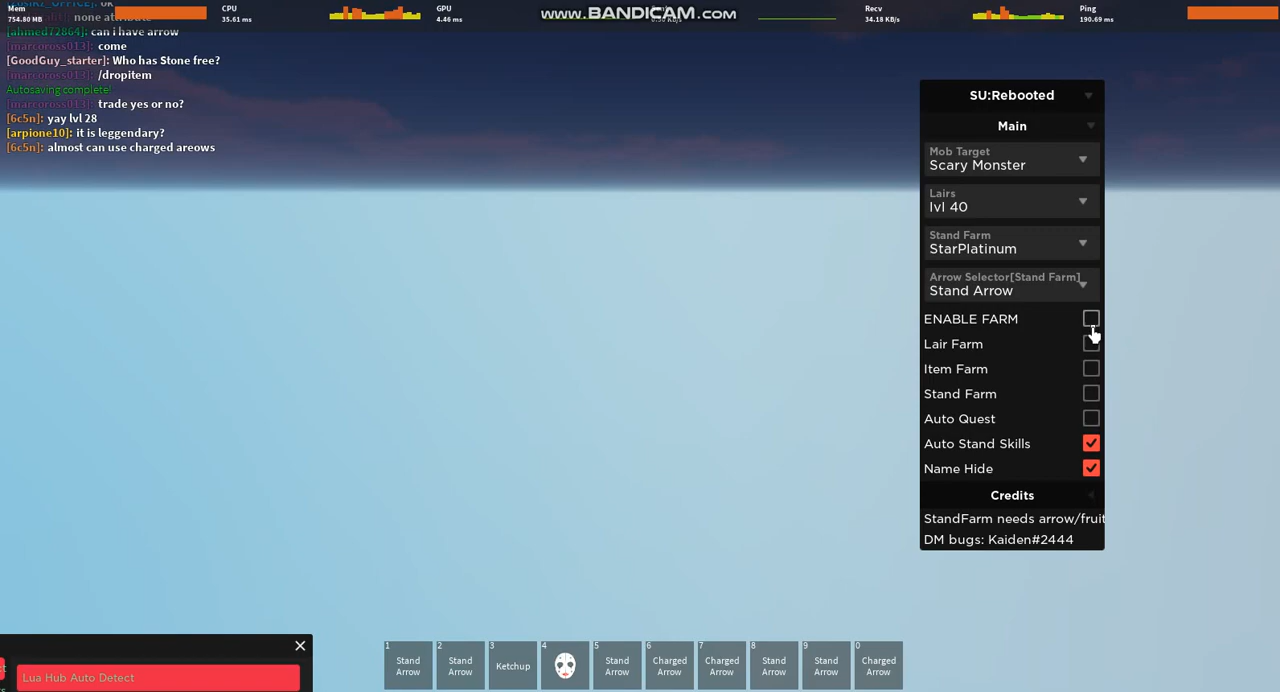 Mem
754.80 MB
CPU
35.61 ms
GPU
4.46 ms
www.BANDICAM.com
Recv
34.18 KB/s
Ping
190.69 ms
none attribute
[ahmed72864]: can i have arrow
[marcoross013]: come
[GoodGuy_starter]: Who has Stone free?
[marcoross013]: /dropitem
Autosaving complete!
[marcoross013]: trade yes or no?
[6c5n]: yay lvl 28
[arpione10]: it is leggendary?
[6c5n]: almost can use charged areows
SU:Rebooted
Main
Mob Target
Scary Monster
Lairs
lvl 40
Stand Farm
StarPlatinum
Arrow Selector[Stand Farm]
Stand Arrow
ENABLE FARM
Lair Farm
Item Farm
Stand Farm
Auto Quest
Auto Stand Skills
Name Hide
Credits
StandFarm needs arrow/fruit
DM bugs: Kaiden#2444
Lua Hub Auto Detect
1
Stand
Arrow
2
Stand
Arrow
3
Ketchup
4
5
Stand
Arrow
6
Charged
Arrow
7
Charged
Arrow
8
Stand
Arrow
9
Stand
Arrow
0
Charged
Arrow